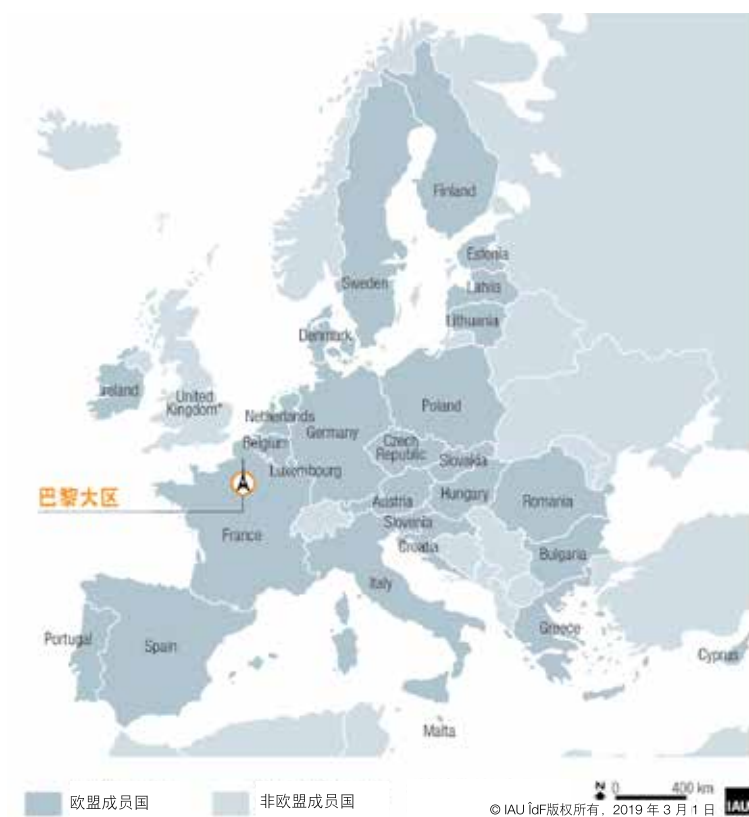 Finland
Estonia
Latvia
Sweden
Lithuania
Denmark
Ireland
United
Kingdom*
Netherlands
Poland
Germany
Belgium
Czech
Republic
Slovakia
Luxembourg
巴黎大区
Austria
Hungary
Romania
Slovenia
France
Croatia
Bulgaria
Italy
Greece
Portugal
Spain
Cyprus
Malta
欧盟成员国
非欧盟成员国
N 0 400 km
© IAU ÎdF版权所有，2019 年 3 月 1 日
IAU